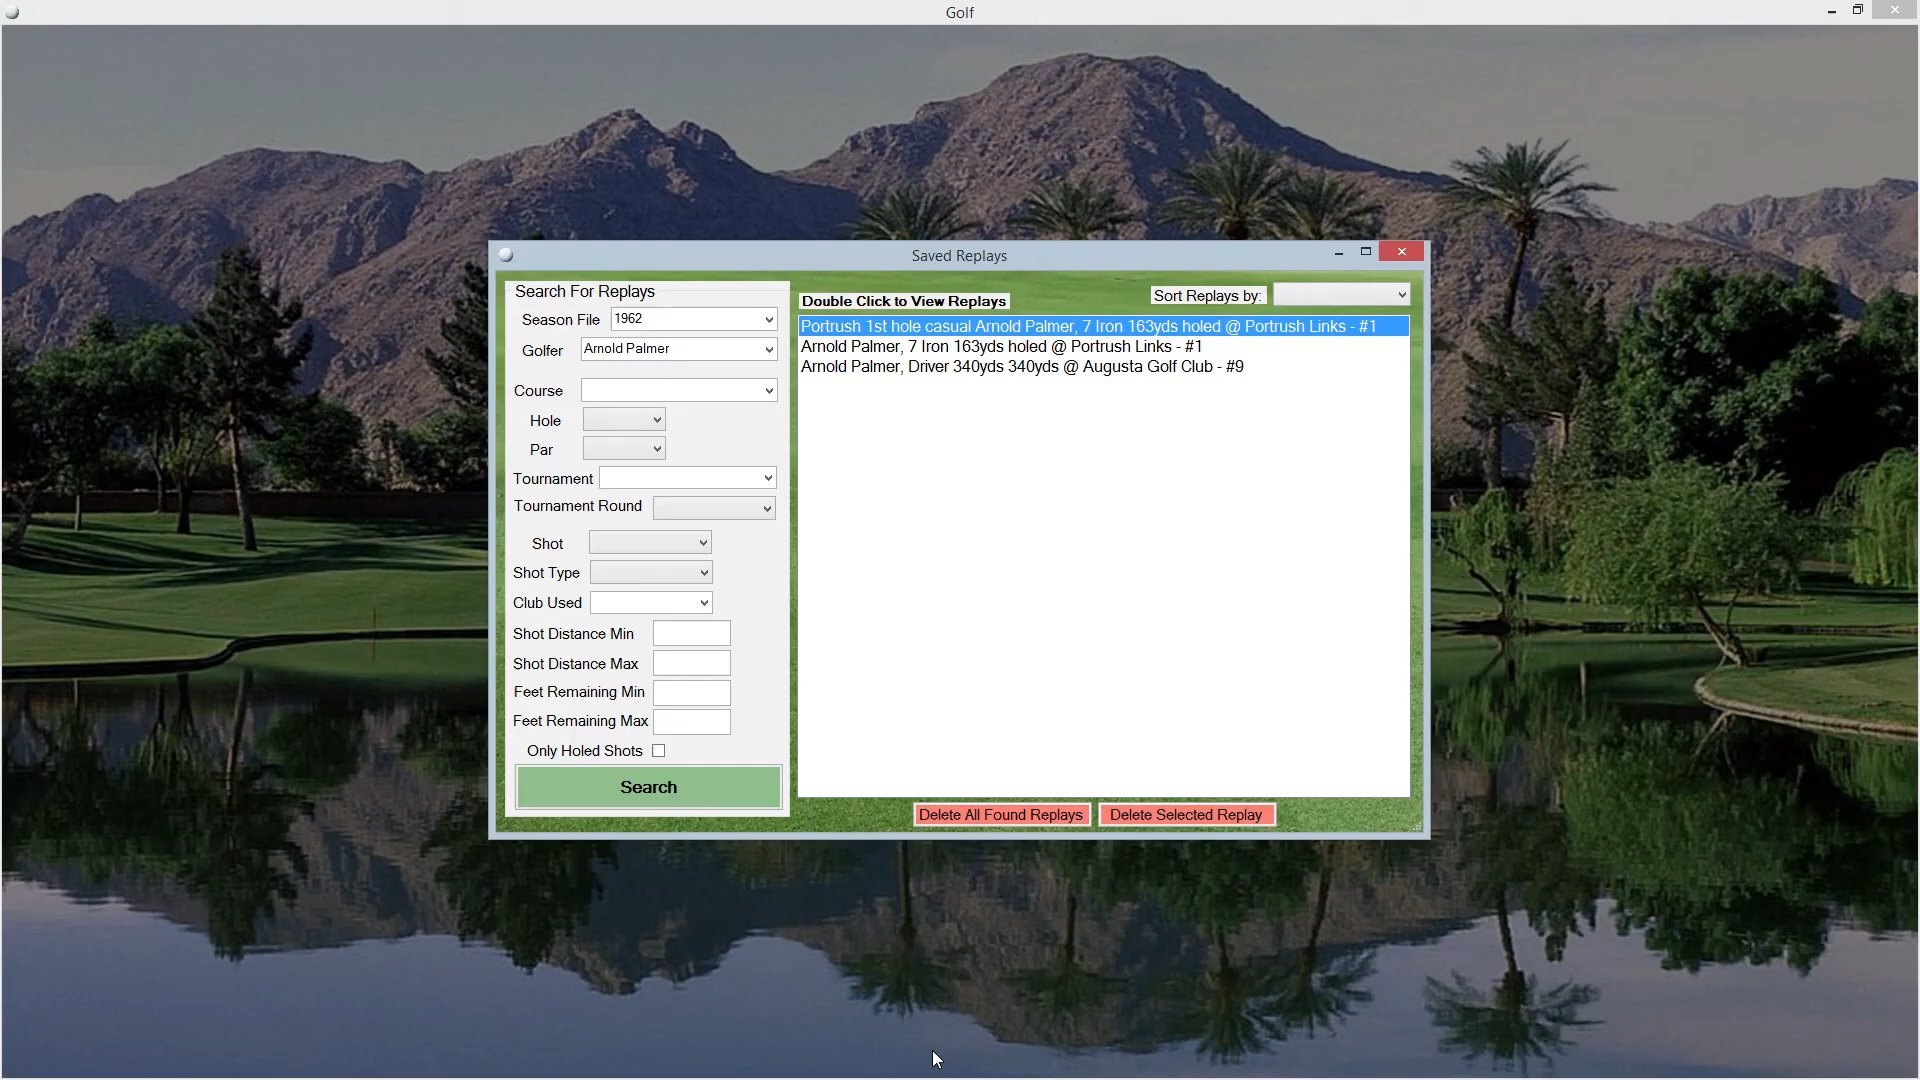 Golf
Saved Replays
Search For Replays
Season File 1962
Golfer Arnold Palmer
Course
Hole
Par
Tournament
Tournament Round
Shot
Shot Type
Club Used
Shot Distance Min
Shot Distance Max
Feet Remaining Min
Feet Remaining Max
Only Holed Shots
Search
Double Click to View Replays
Sort Replays by:
Portrush 1st hole casual Arnold Palmer, 7 Iron 163yds holed @ Portrush Links - #1
Arnold Palmer, 7 Iron 163yds holed @ Portrush Links - #1
Arnold Palmer, Driver 340yds 340yds @ Augusta Golf Club - #9
Delete All Found Replays
Delete Selected Replay